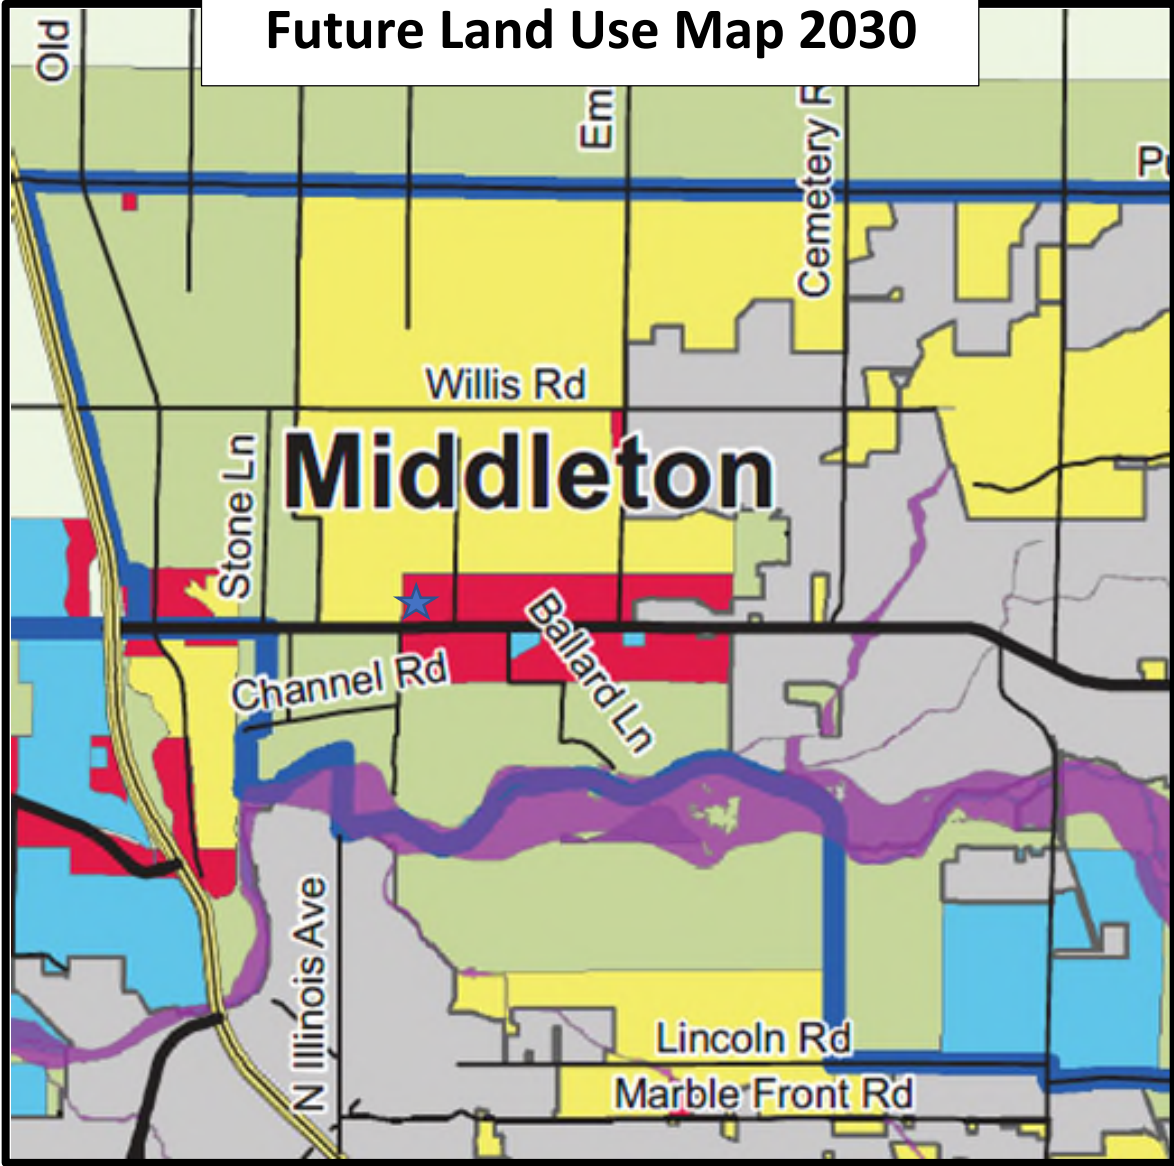 Future Land Use Map 2030
Old
Em
Cemetery R
Pu
Willis Rd
Middleton
Stone Ln
Ballard Ln
Channel Rd
N Illinois Ave
Lincoln Rd
Marble Front Rd